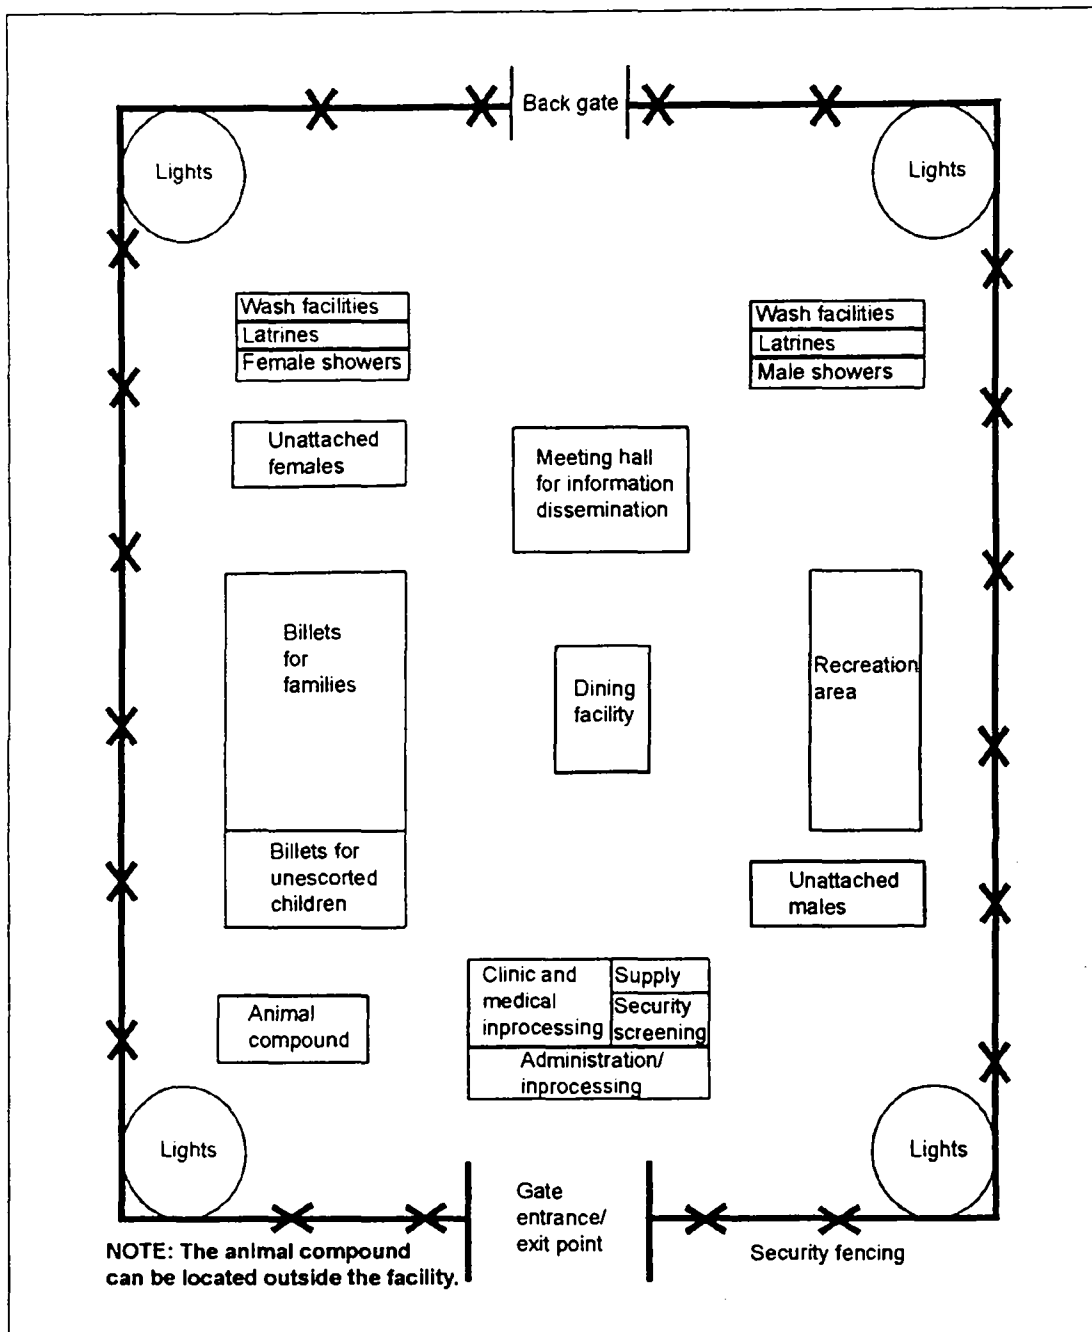 Back gate
Lights
Lights
Wash facilities
Latrines
Female showers
Wash facilities
Latrines
Male showers
Unattached
females
Meeting hall
for information
dissemination
Billets
for
families
Dining
facility
Recreation
area
Billets for
unescorted
children
Unattached
males
Clinic and
medical
inprocessing
Supply
Security
screening
Animal
compound
Administration/
inprocessing
Lights
Lights
Gate
entrance/
exit point
NOTE: The animal compound
can be located outside the facility.
Security fencing